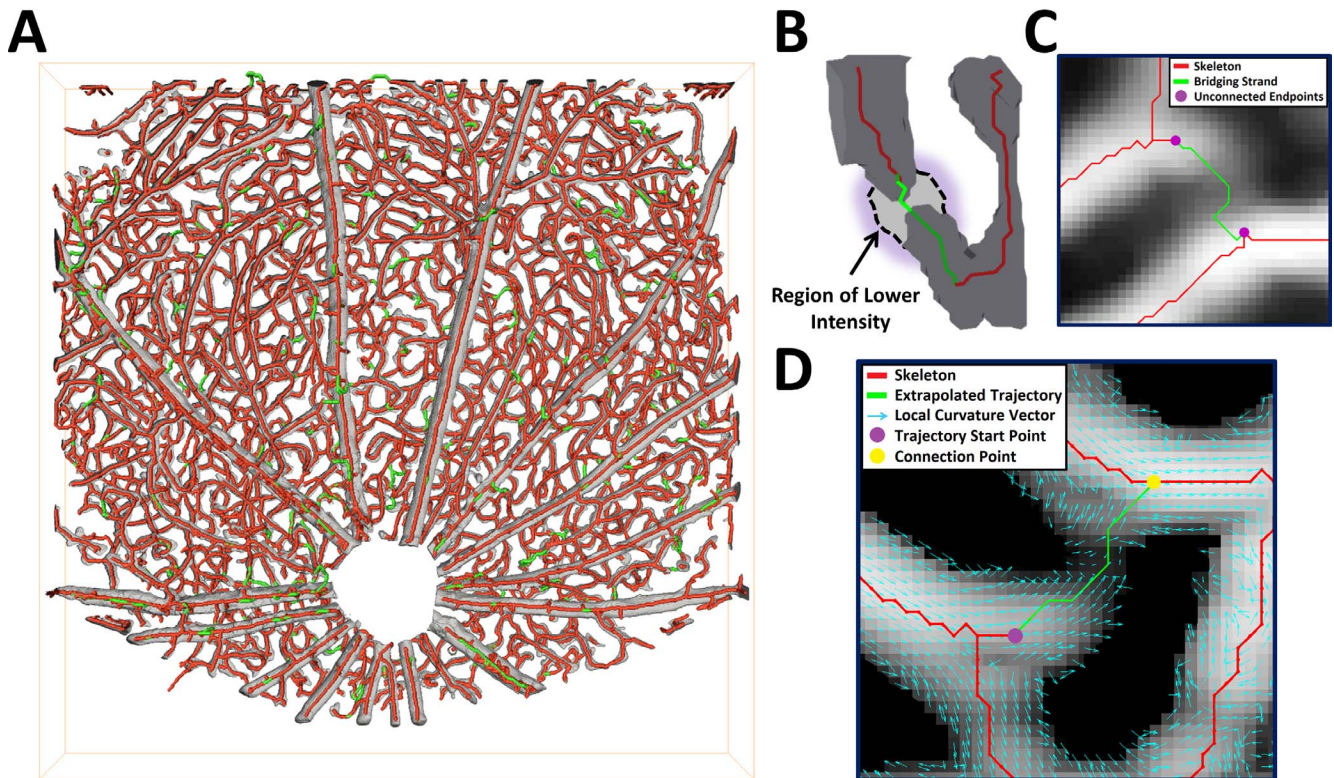 A
B
Region of Lower
Intensity
C
Skeleton
Bridging Strand
Unconnected Endpoints
D
Skeleton
Extrapolated Trajectory
Local Curvature Vector
Trajectory Start Point
Connection Point